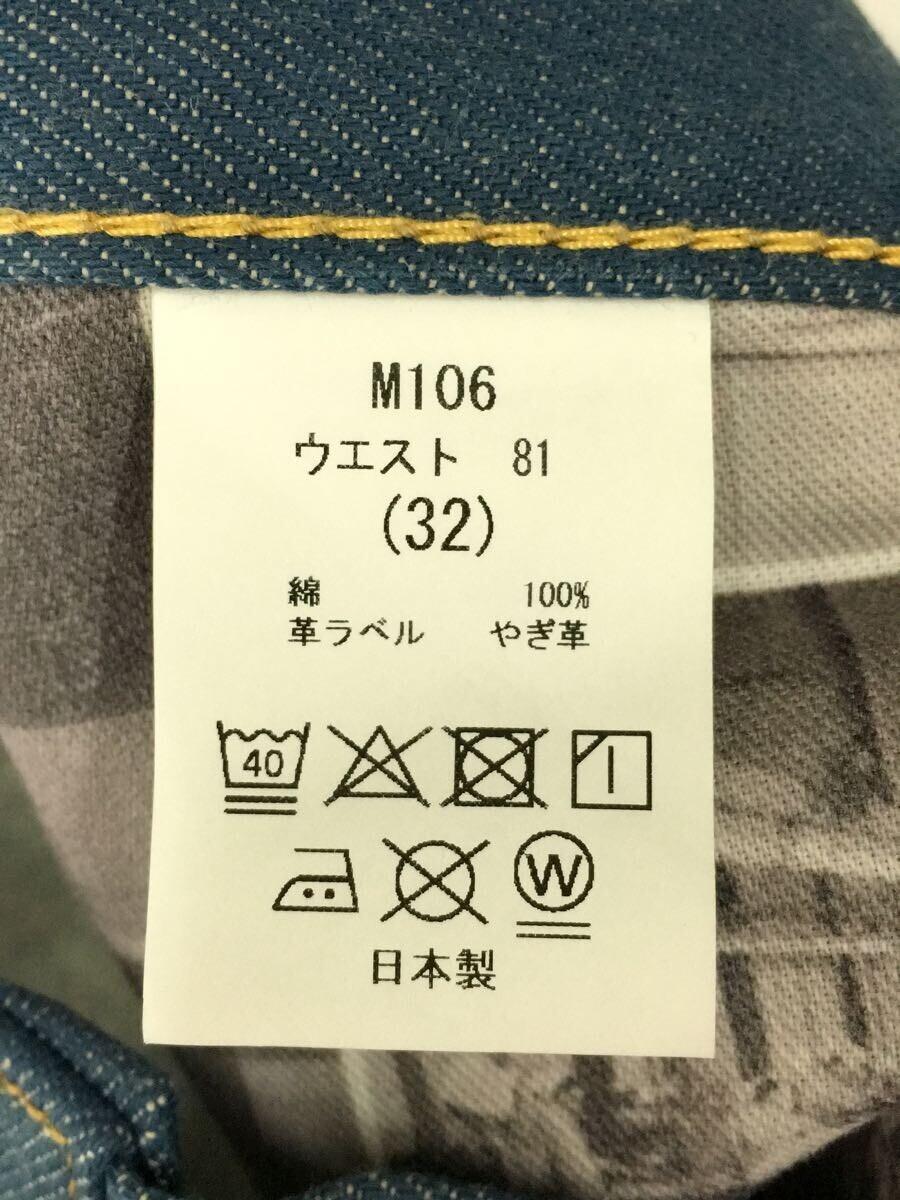 M106
ウエスト 81
(32)
綿 100%
革ラベル やぎ革
40
W
日本製